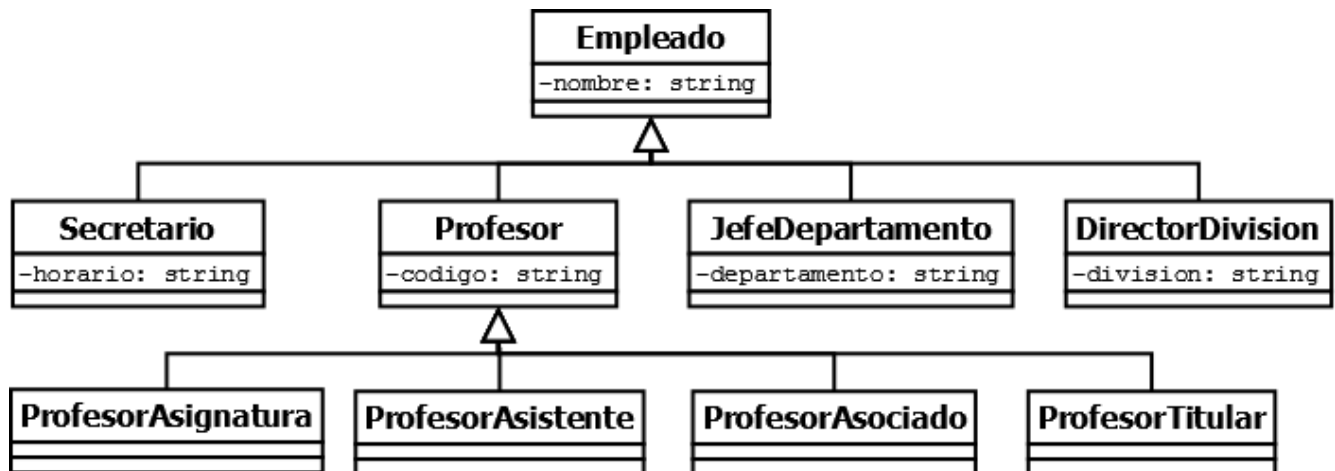 Empleado
-nombre: string
Secretario
-horario: string
Profesor
-codigo: string
JefeDepartamento
-departamento: string
DirectorDivision
-division: string
ProfesorAsignatura
ProfesorAsistente
ProfesorAsociado
ProfesorTitular